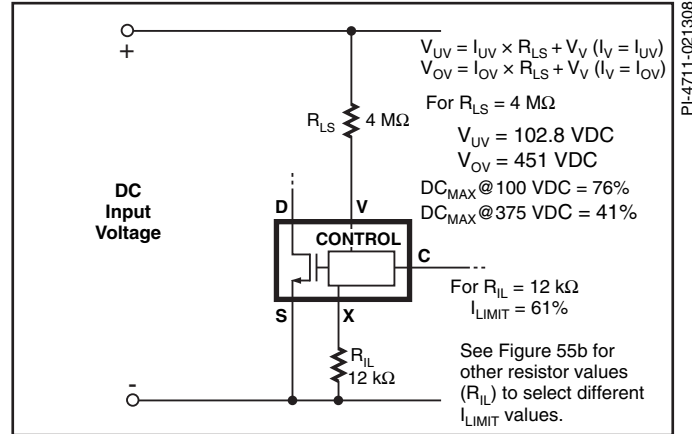 PI-4711-021308
+
V_UV = I_UV × R_LS + V_V (I_V = I_UV)
V_OV = I_OV × R_LS + V_V (I_V = I_OV)
For R_LS = 4 MΩ
R_LS 4 MΩ
V_UV = 102.8 VDC
V_OV = 451 VDC
DC_MAX @100 VDC = 76%
DC_MAX @375 VDC = 41%
DC
Input
Voltage
D V
CONTROL
C
For R_IL = 12 kΩ
I_LIMIT = 61%
S X
R_IL
12 kΩ
See Figure 55b for
other resistor values
(R_IL) to select different
I_LIMIT values.
-